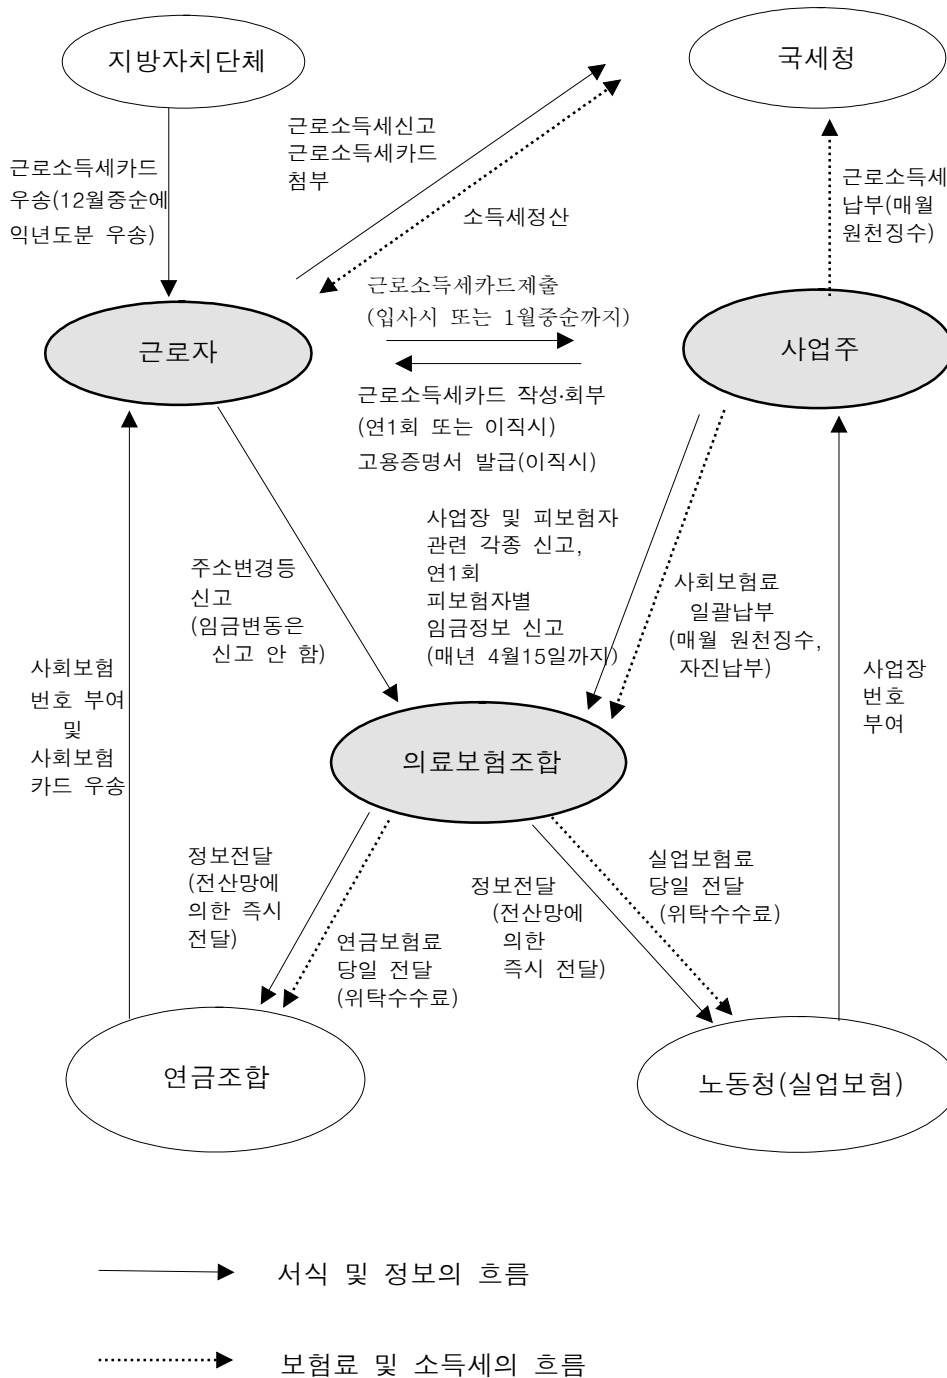 지방자치단체
국세청
근로소득세신고
근로소득세카드
첨부
근로소득세카드
우송(12월중순에
익년도분 우송)
근로소득세
납부(매월
원천징수)
소득세정산
근로소득세카드제출
(입사시 또는 1월중순까지)
근로자
사업주
근로소득세카드 작성·회부
(연1회 또는 이직시)
고용증명서 발급(이직시)
사업장 및 피보험자
관련 각종 신고,
연1회
피보험자별
임금정보 신고
(매년 4월15일까지)
주소변경등
신고
(임금변동은
신고 안 함)
사회보험료
일괄납부
(매월 원천징수,
자진납부)
사회보험
번호 부여
및
사회보험
카드 우송
사업장
번호
부여
의료보험조합
정보전달
(전산망에
의한 즉시
전달)
연금보험료
당일 전달
(위탁수수료)
정보전달
(전산망에
의한
즉시 전달)
실업보험료
당일 전달
(위탁수수료)
연금조합
노동청(실업보험)
서식 및 정보의 흐름
보험료 및 소득세의 흐름